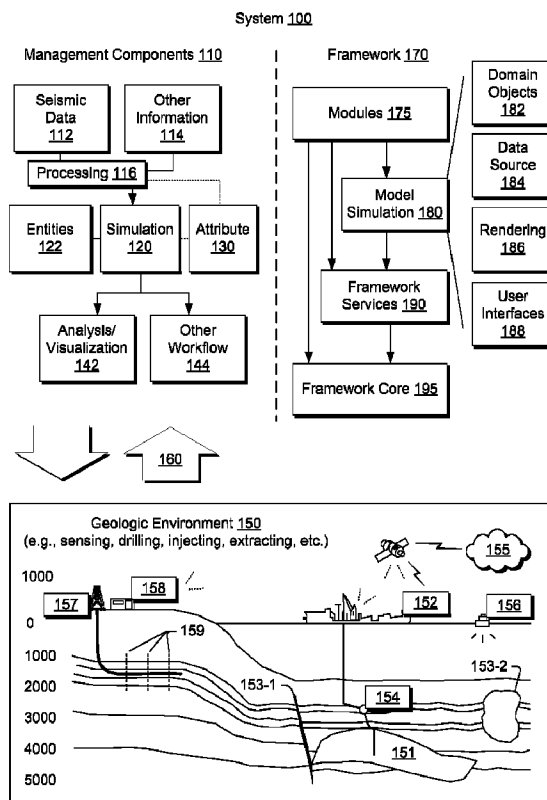 System 100
Management Components 110
Framework 170
Seismic
Data
112
Other
Information
114
Processing 116
Entities
122
Simulation
120
Attribute
130
Analysis/
Visualization
142
Other
Workflow
144
Modules 175
Model
Simulation 180
Framework
Services 190
Framework Core 195
Domain
Objects
182
Data
Source
184
Rendering
186
User
Interfaces
188
160
Geologic Environment 150
(e.g., sensing, drilling, injecting, extracting, etc.)
155
1000
158
157
152
156
0
159
1000
153-1
153-2
2000
154
3000
4000
151
5000